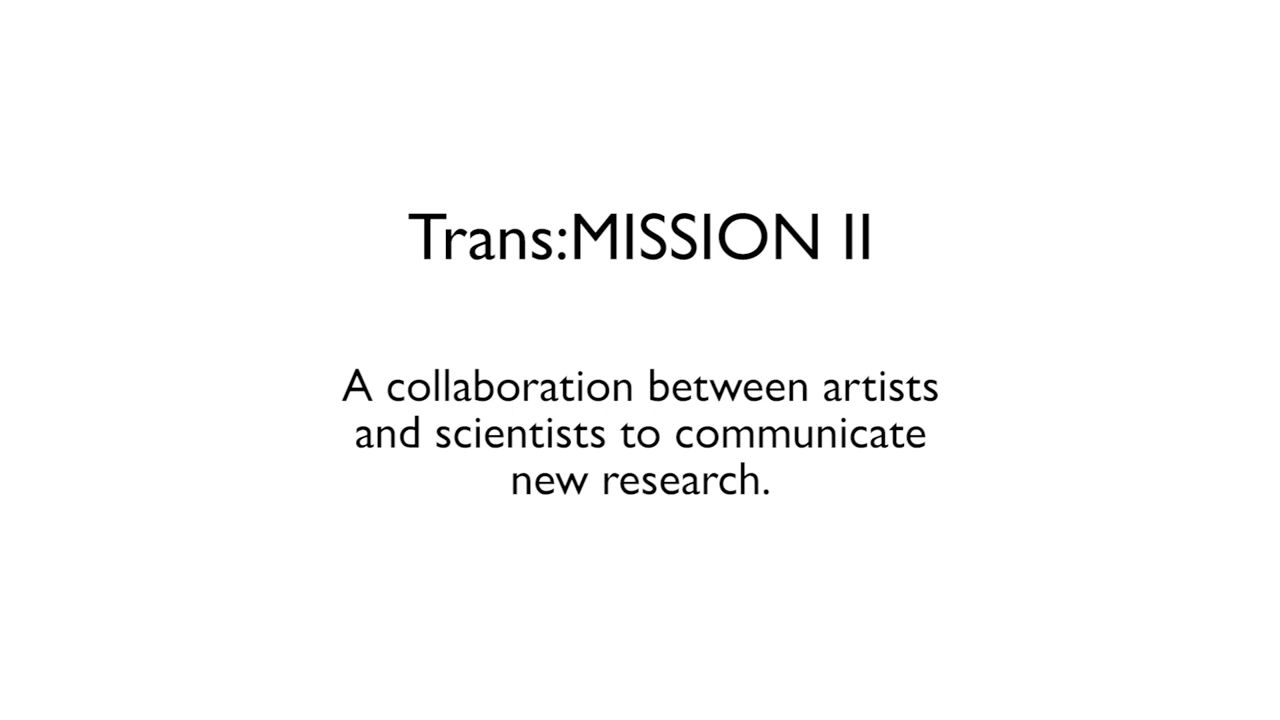 Trans:MISSION II
A collaboration between artists
and scientists to communicate
new research.